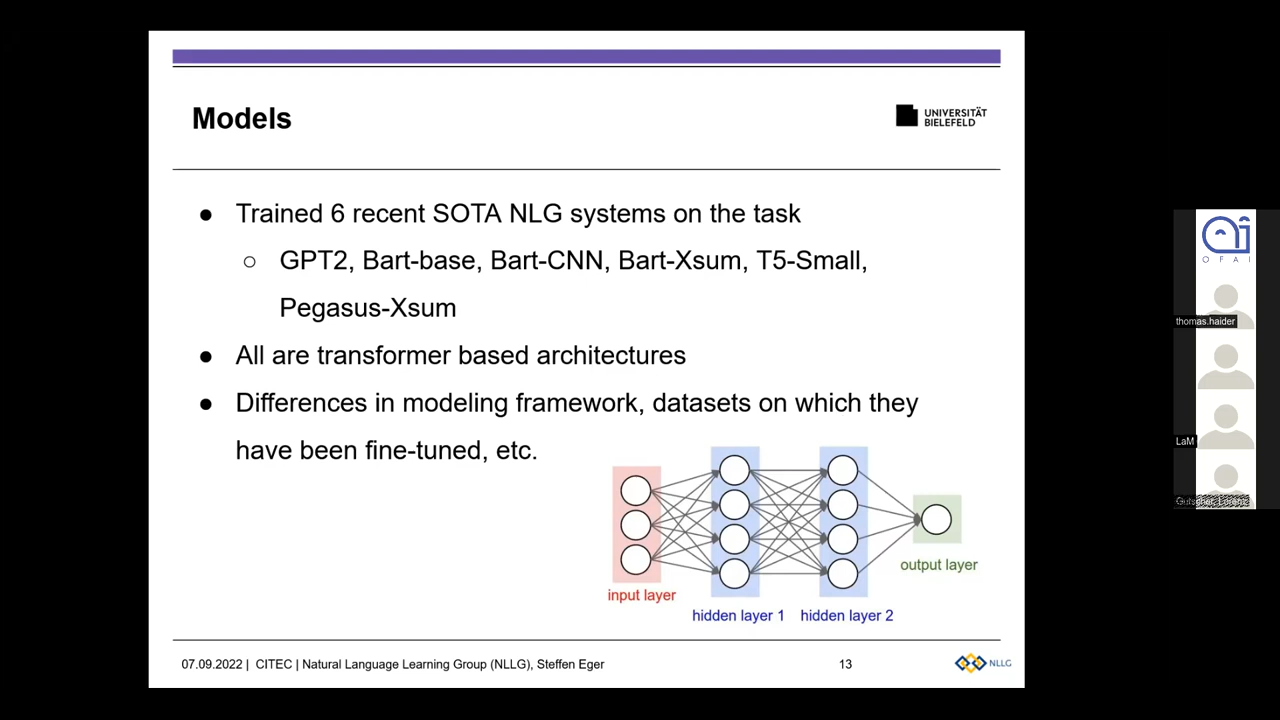 Models
UNIVERSITÄT
BIELEFELD
● Trained 6 recent SOTA NLG systems on the task
○ GPT2, Bart-base, Bart-CNN, Bart-Xsum, T5-Small,
Pegasus-Xsum
● All are transformer based architectures
● Differences in modeling framework, datasets on which they
have been fine-tuned, etc.
input layer
hidden layer 1
hidden layer 2
output layer
07.09.2022 | CITEC | Natural Language Learning Group (NLLG), Steffen Eger
13
NLLG
OFAI
thomas.haider
LaM